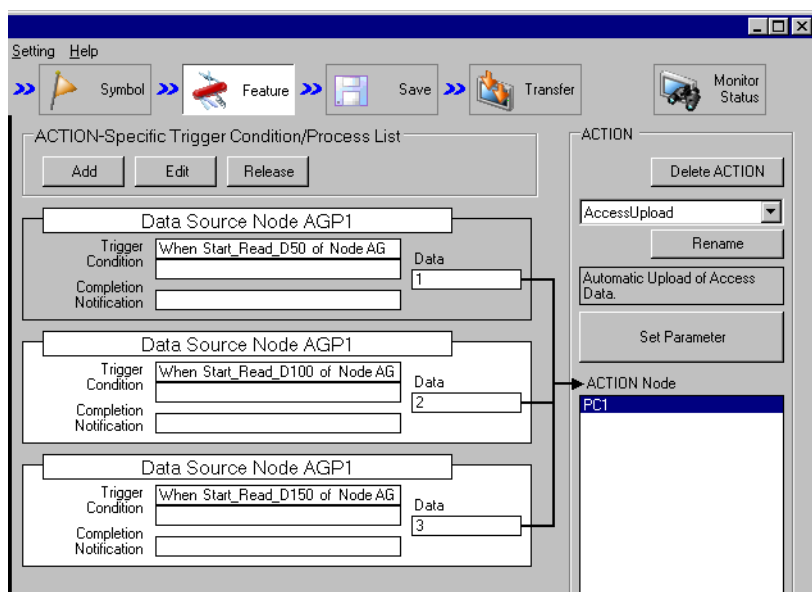 Setting Help
Symbol Feature Save Transfer Monitor Status
ACTION-Specific Trigger Condition/Process List
Add Edit Release
Data Source Node AGP1
Trigger Condition
When Start_Read_D50 of Node AG
Data
1
Completion Notification
Data Source Node AGP1
Trigger Condition
When Start_Read_D100 of Node AG
Data
2
Completion Notification
Data Source Node AGP1
Trigger Condition
When Start_Read_D150 of Node AG
Data
3
Completion Notification
ACTION
Delete ACTION
AccessUpload
Rename
Automatic Upload of Access
Data.
Set Parameter
ACTION Node
PC1